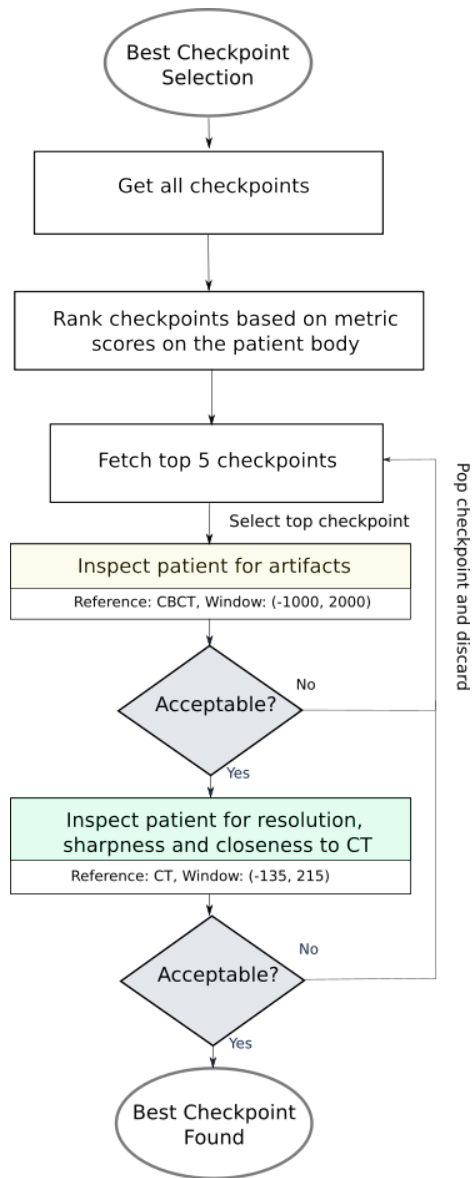 Best Checkpoint
Selection
Get all checkpoints
Rank checkpoints based on metric
scores on the patient body
Fetch top 5 checkpoints
Select top checkpoint
Inspect patient for artifacts
Reference: CBCT, Window: (-1000, 2000)
Acceptable?
No
Yes
Pop checkpoint and discard
Inspect patient for resolution,
sharpness and closeness to CT
Reference: CT, Window: (-135, 215)
Acceptable?
No
Yes
Best Checkpoint
Found